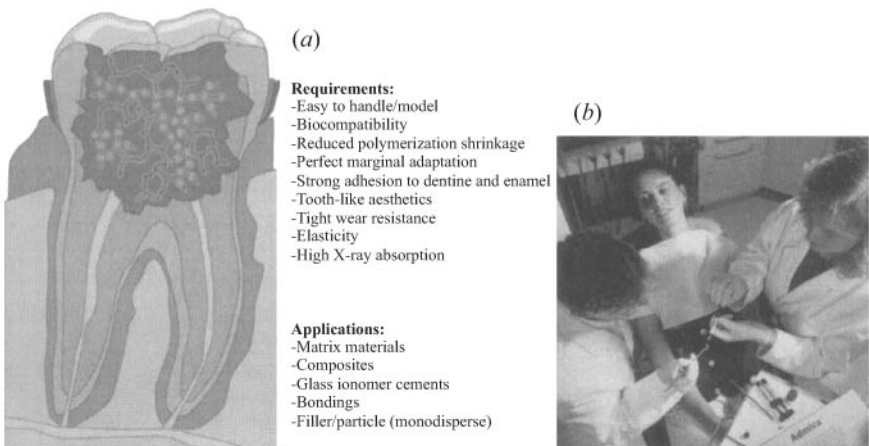 (a)
Requirements:
-Easy to handle/model
-Biocompatibility
-Reduced polymerization shrinkage
-Perfect marginal adaptation
-Strong adhesion to dentine and enamel
-Tooth-like aesthetics
-Tight wear resistance
-Elasticity
-High X-ray absorption
Applications:
-Matrix materials
-Composites
-Glass ionomer cements
-Bondings
-Filler/particle (monodisperse)
(b)
Admira